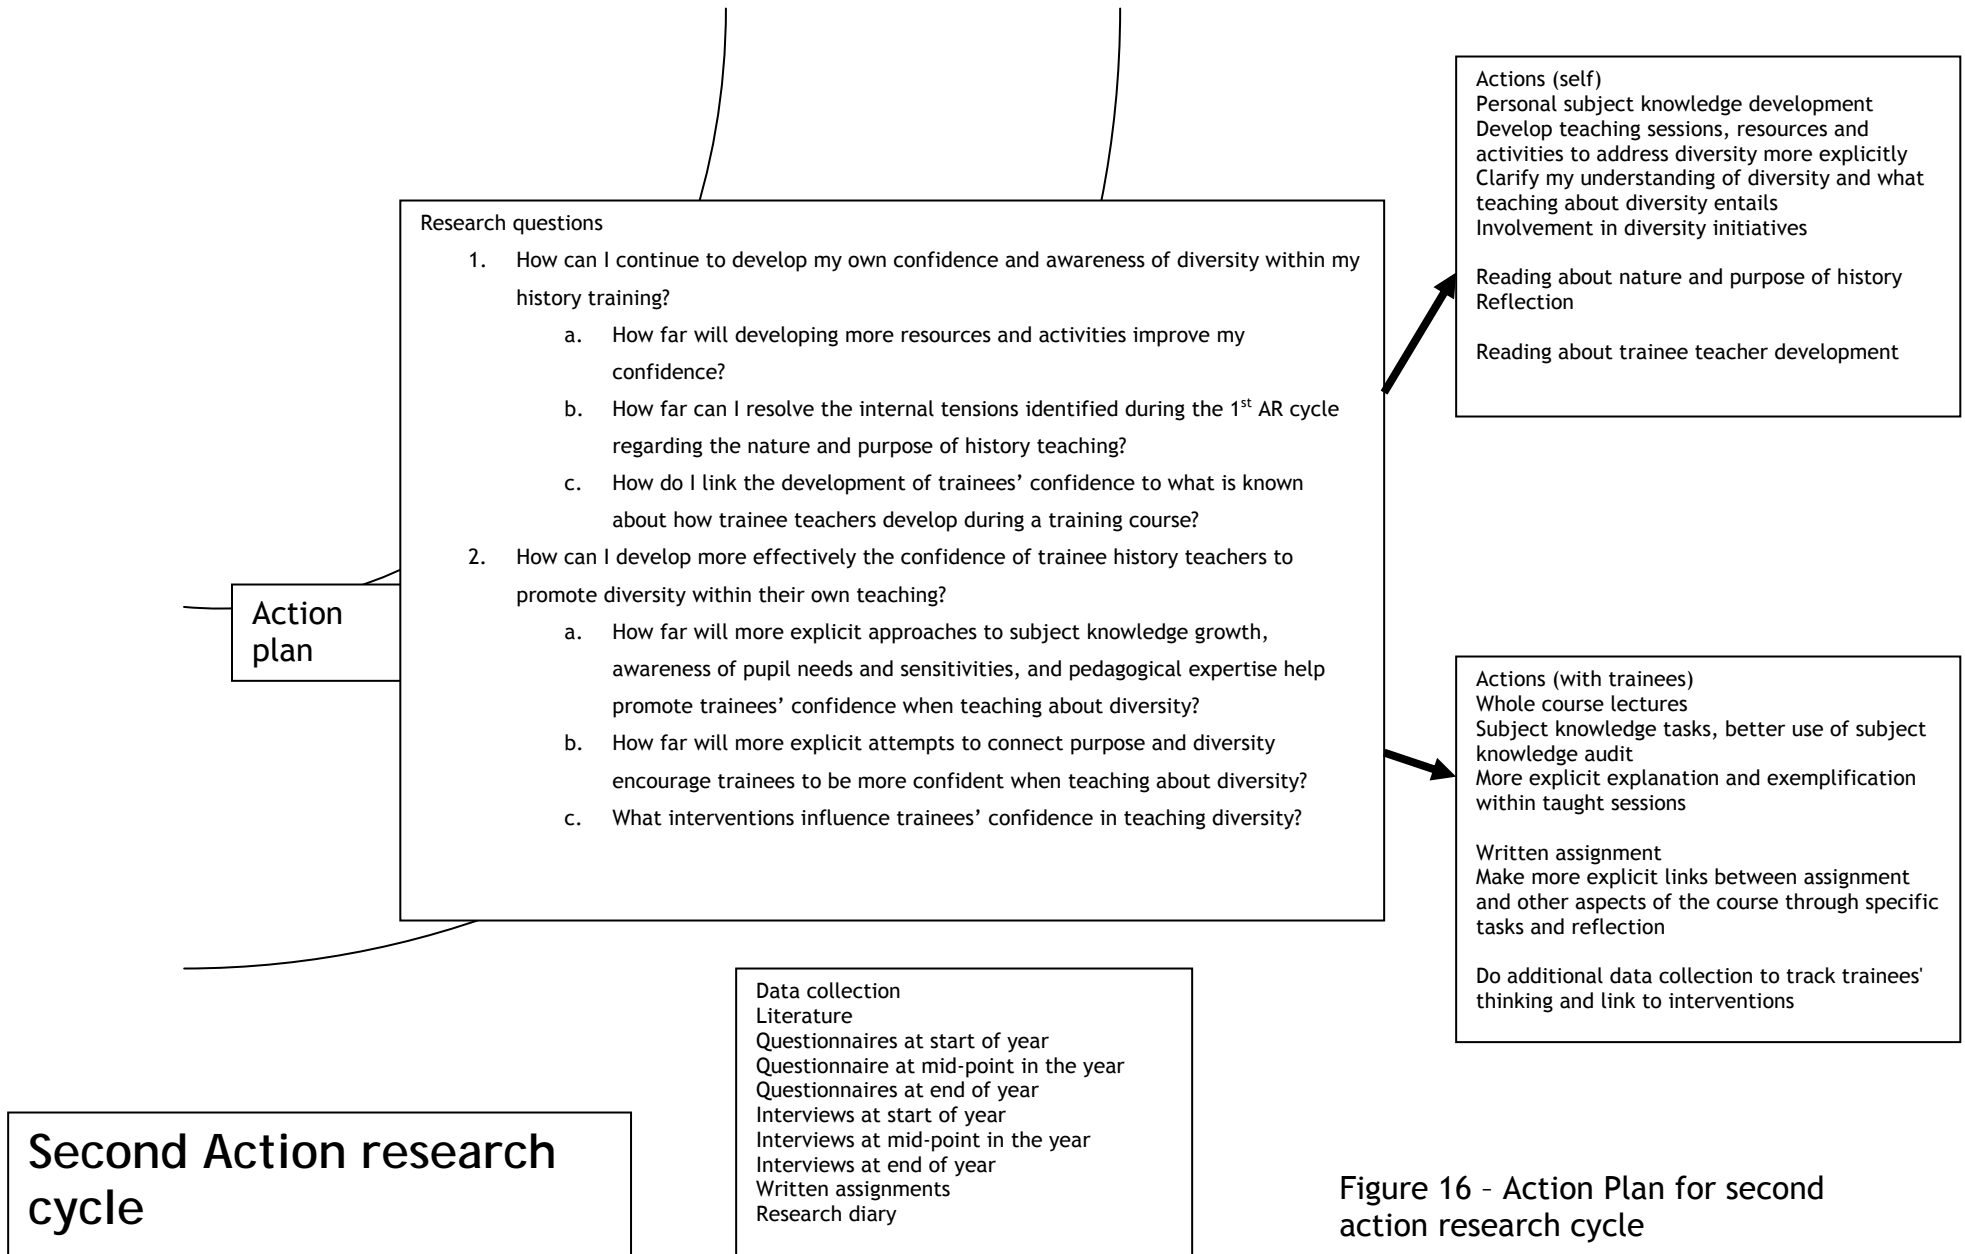 Research questions
1. How can I continue to develop my own confidence and awareness of diversity within my
history training?
a. How far will developing more resources and activities improve my
confidence?
b. How far can I resolve the internal tensions identified during the 1st AR cycle
regarding the nature and purpose of history teaching?
c. How do I link the development of trainees’ confidence to what is known
about how trainee teachers develop during a training course?
2. How can I develop more effectively the confidence of trainee history teachers to
promote diversity within their own teaching?
a. How far will more explicit approaches to subject knowledge growth,
awareness of pupil needs and sensitivities, and pedagogical expertise help
promote trainees’ confidence when teaching about diversity?
b. How far will more explicit attempts to connect purpose and diversity
encourage trainees to be more confident when teaching about diversity?
c. What interventions influence trainees’ confidence in teaching diversity?
Actions (self)
Personal subject knowledge development
Develop teaching sessions, resources and
activities to address diversity more explicitly
Clarify my understanding of diversity and what
teaching about diversity entails
Involvement in diversity initiatives
Reading about nature and purpose of history
Reflection
Reading about trainee teacher development
Action
plan
Actions (with trainees)
Whole course lectures
Subject knowledge tasks, better use of subject
knowledge audit
More explicit explanation and exemplification
within taught sessions
Written assignment
Make more explicit links between assignment
and other aspects of the course through specific
tasks and reflection
Do additional data collection to track trainees'
thinking and link to interventions
Data collection
Literature
Questionnaires at start of year
Questionnaire at mid-point in the year
Questionnaires at end of year
Interviews at start of year
Interviews at mid-point in the year
Interviews at end of year
Written assignments
Research diary
Second Action research
cycle
Figure 16 – Action Plan for second
action research cycle